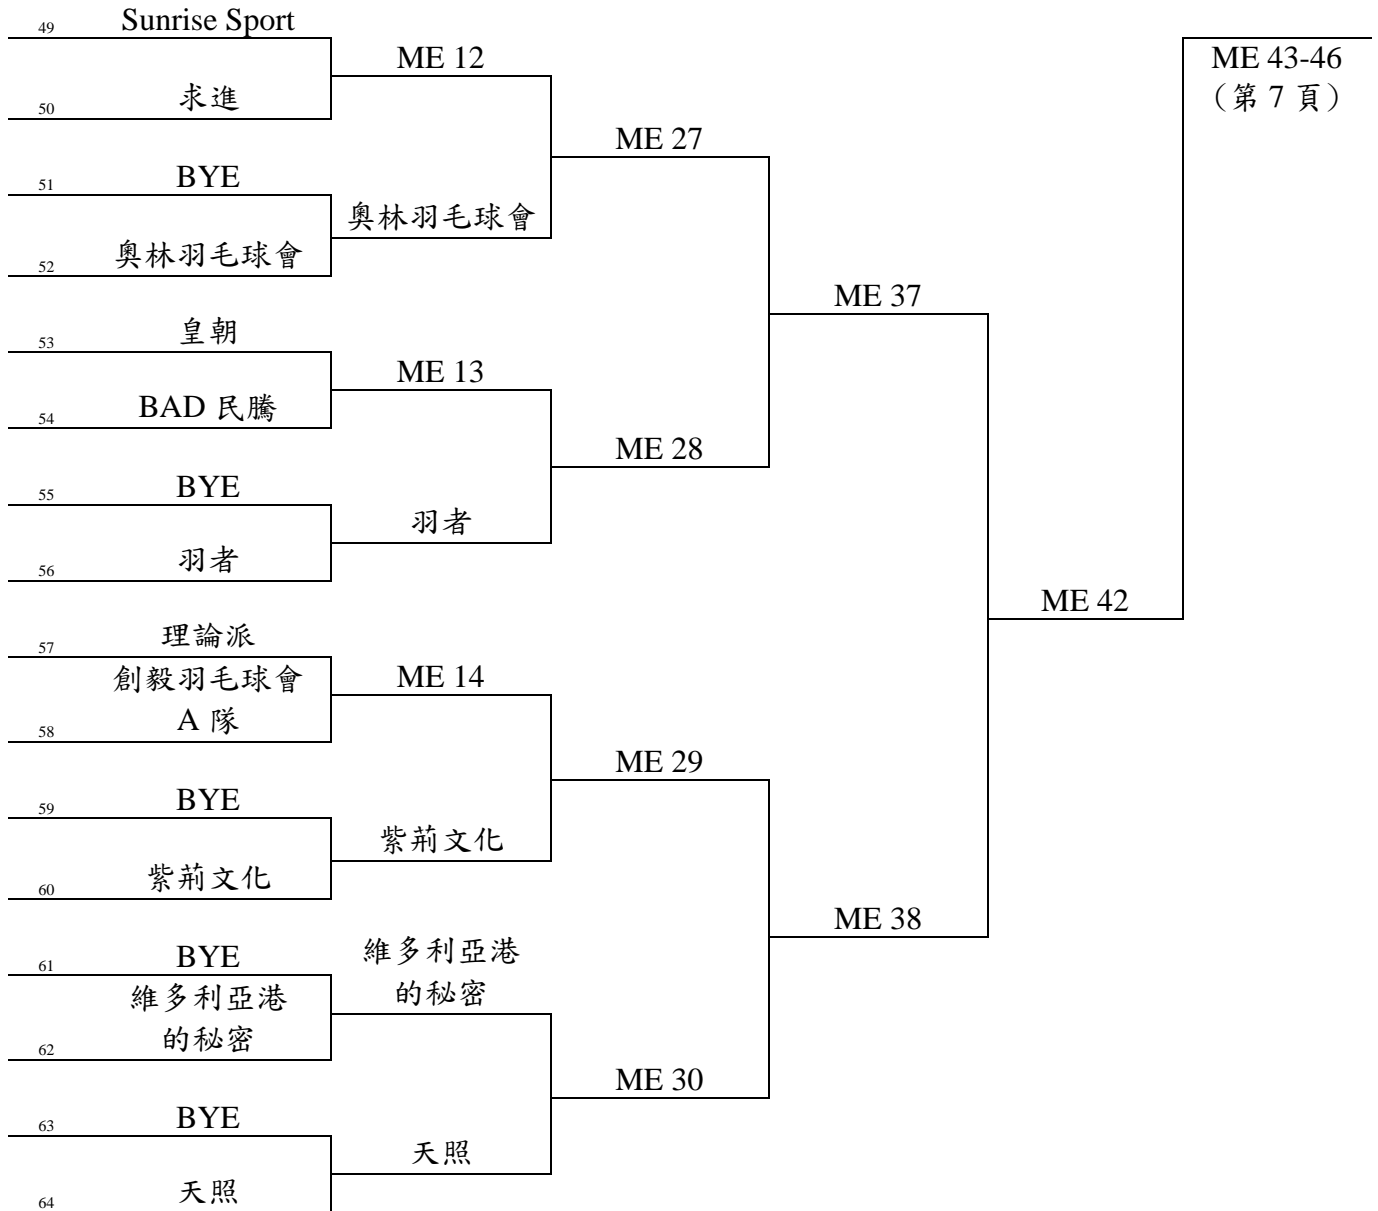 49 Sunrise Sport
ME 12
50 求進
ME 27
51 BYE
奧林羽毛球會
52 奧林羽毛球會
ME 37
53 皇朝
ME 13
54 BAD 民騰
ME 28
55 BYE
羽者
56 羽者
ME 42
57 理論派
創毅羽毛球會
ME 14
58 A 隊
ME 29
59 BYE
紫荊文化
60 紫荊文化
ME 38
61 BYE
維多利亞港
的秘密
維多利亞港
62 的秘密
ME 30
63 BYE
天照
64 天照
ME 43-46
（第 7 頁）